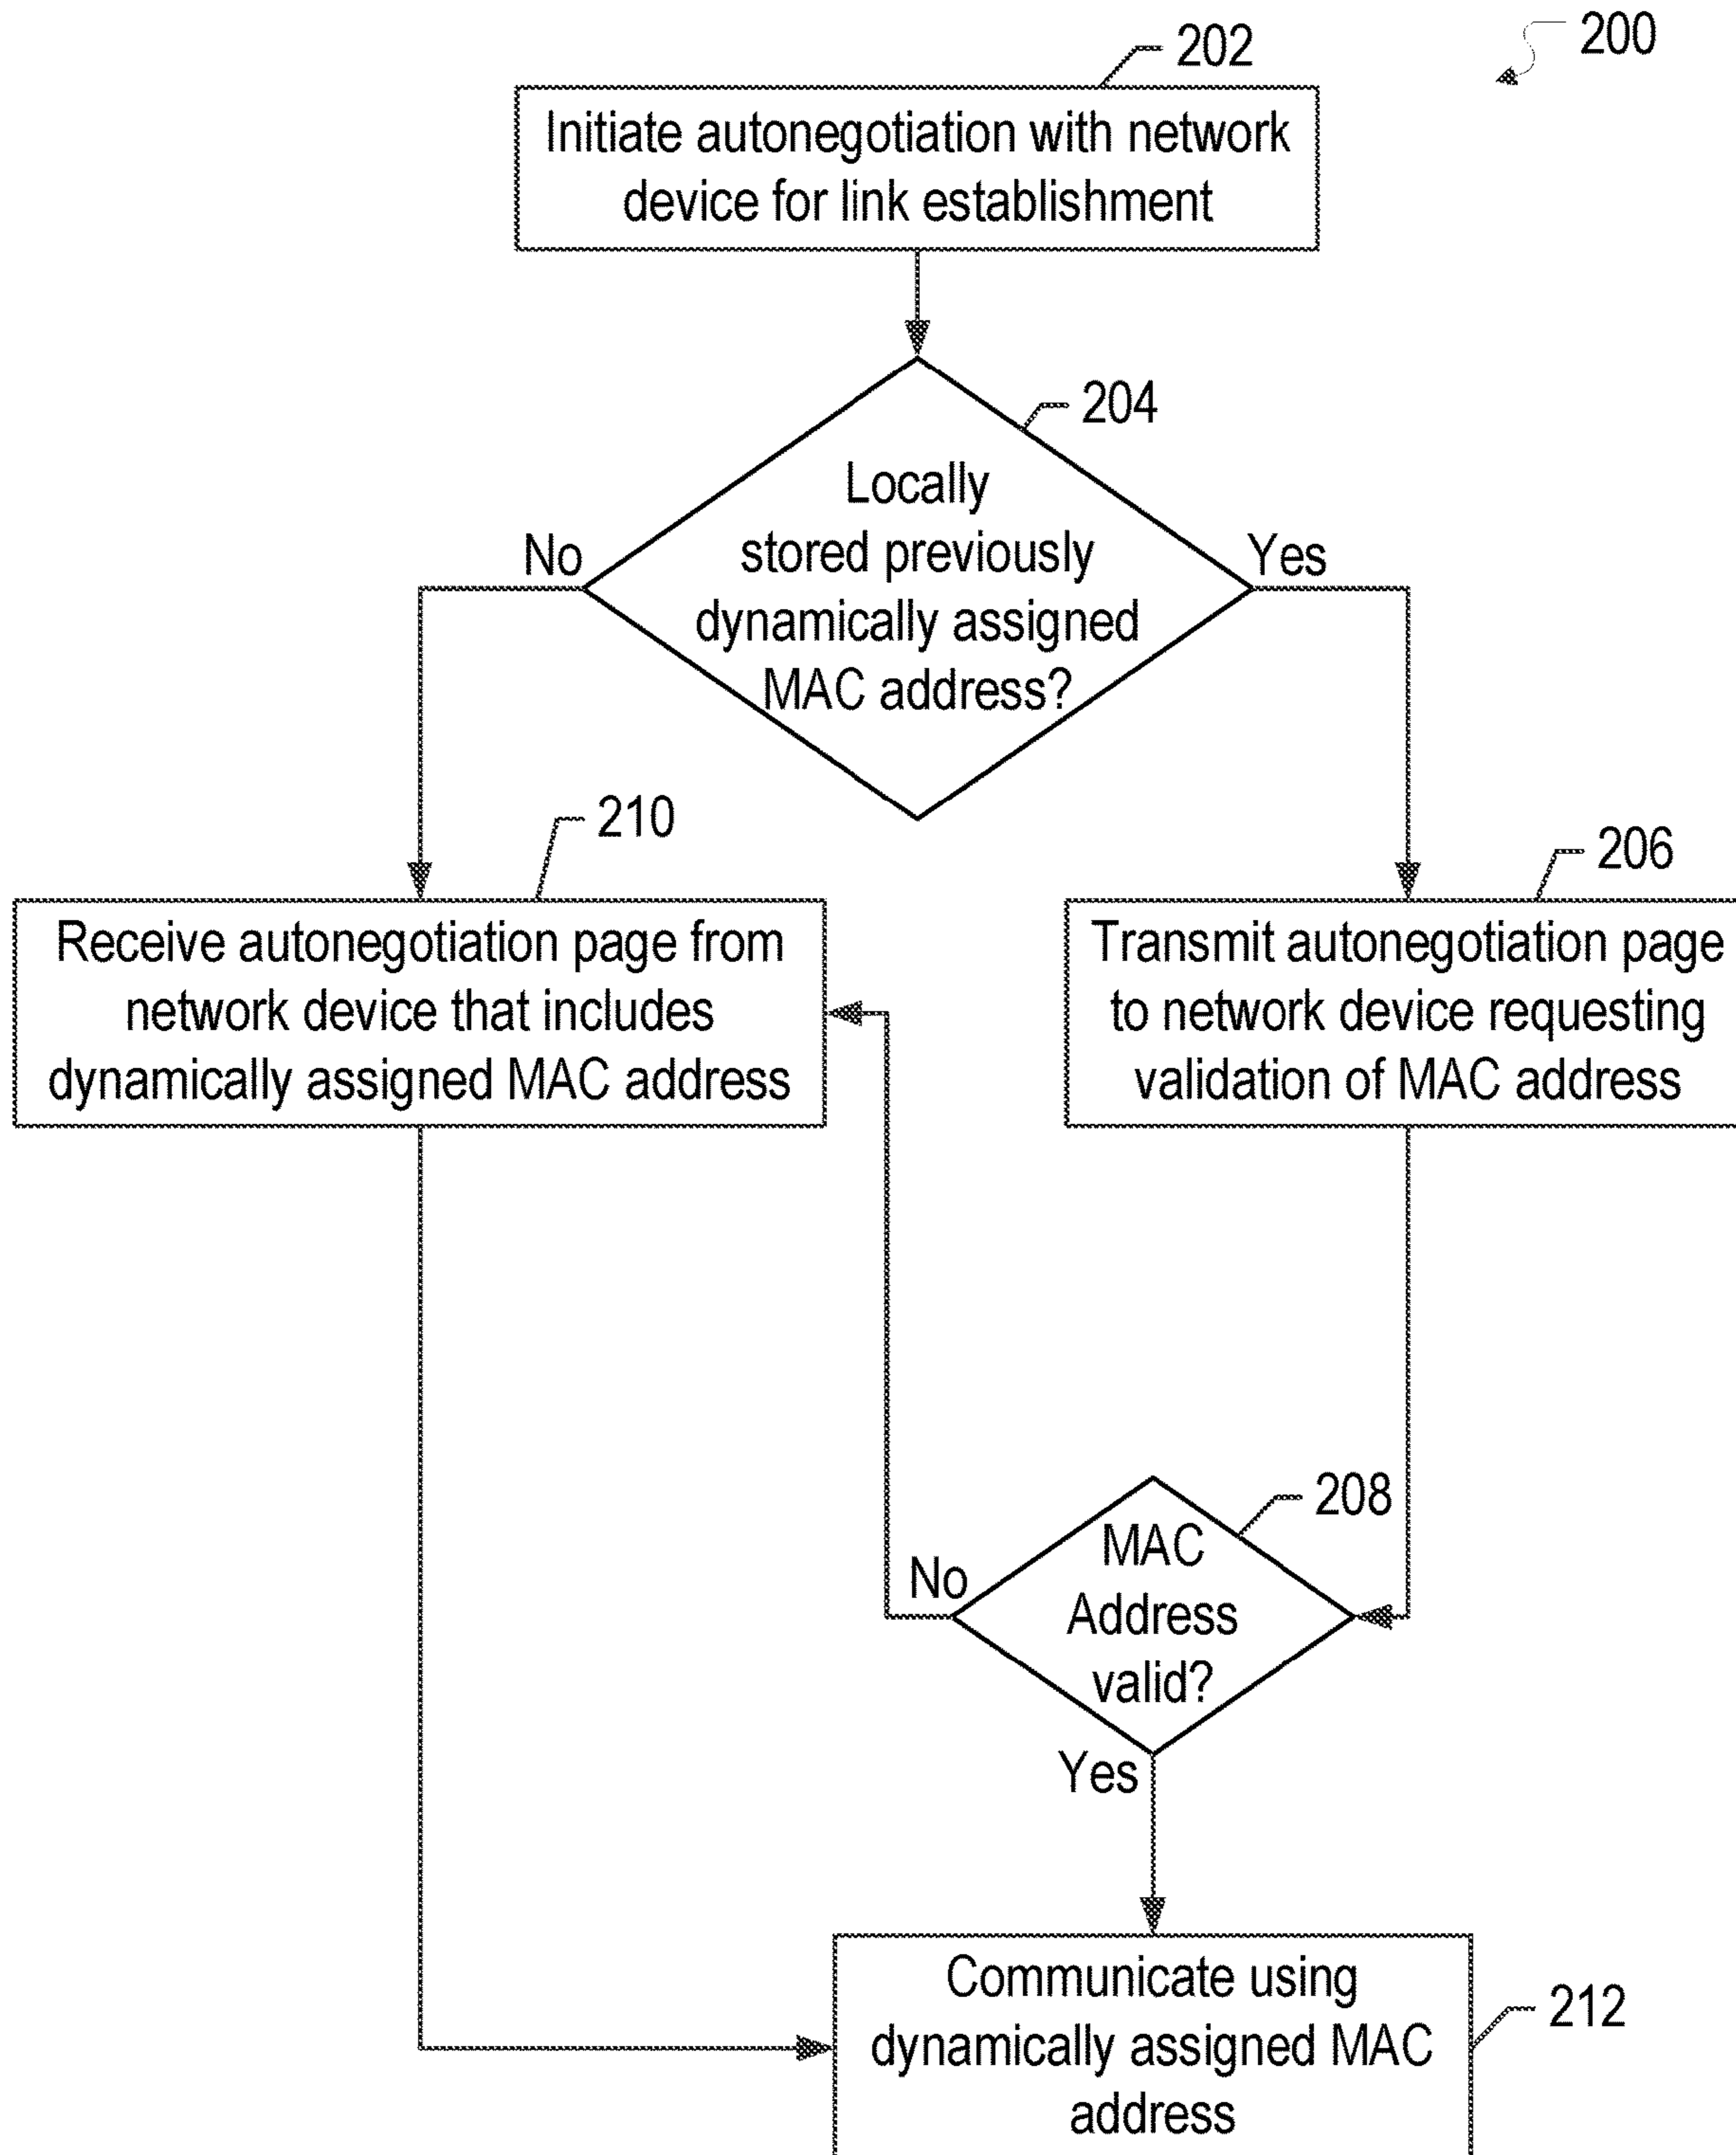 200
202
Initiate autonegotiation with network
device for link establishment
204
Locally
stored previously
dynamically assigned
MAC address?
No
Yes
210
206
Receive autonegotiation page from
network device that includes
dynamically assigned MAC address
Transmit autonegotiation page
to network device requesting
validation of MAC address
208
MAC
Address
valid?
No
Yes
Communicate using
dynamically assigned MAC
address
212